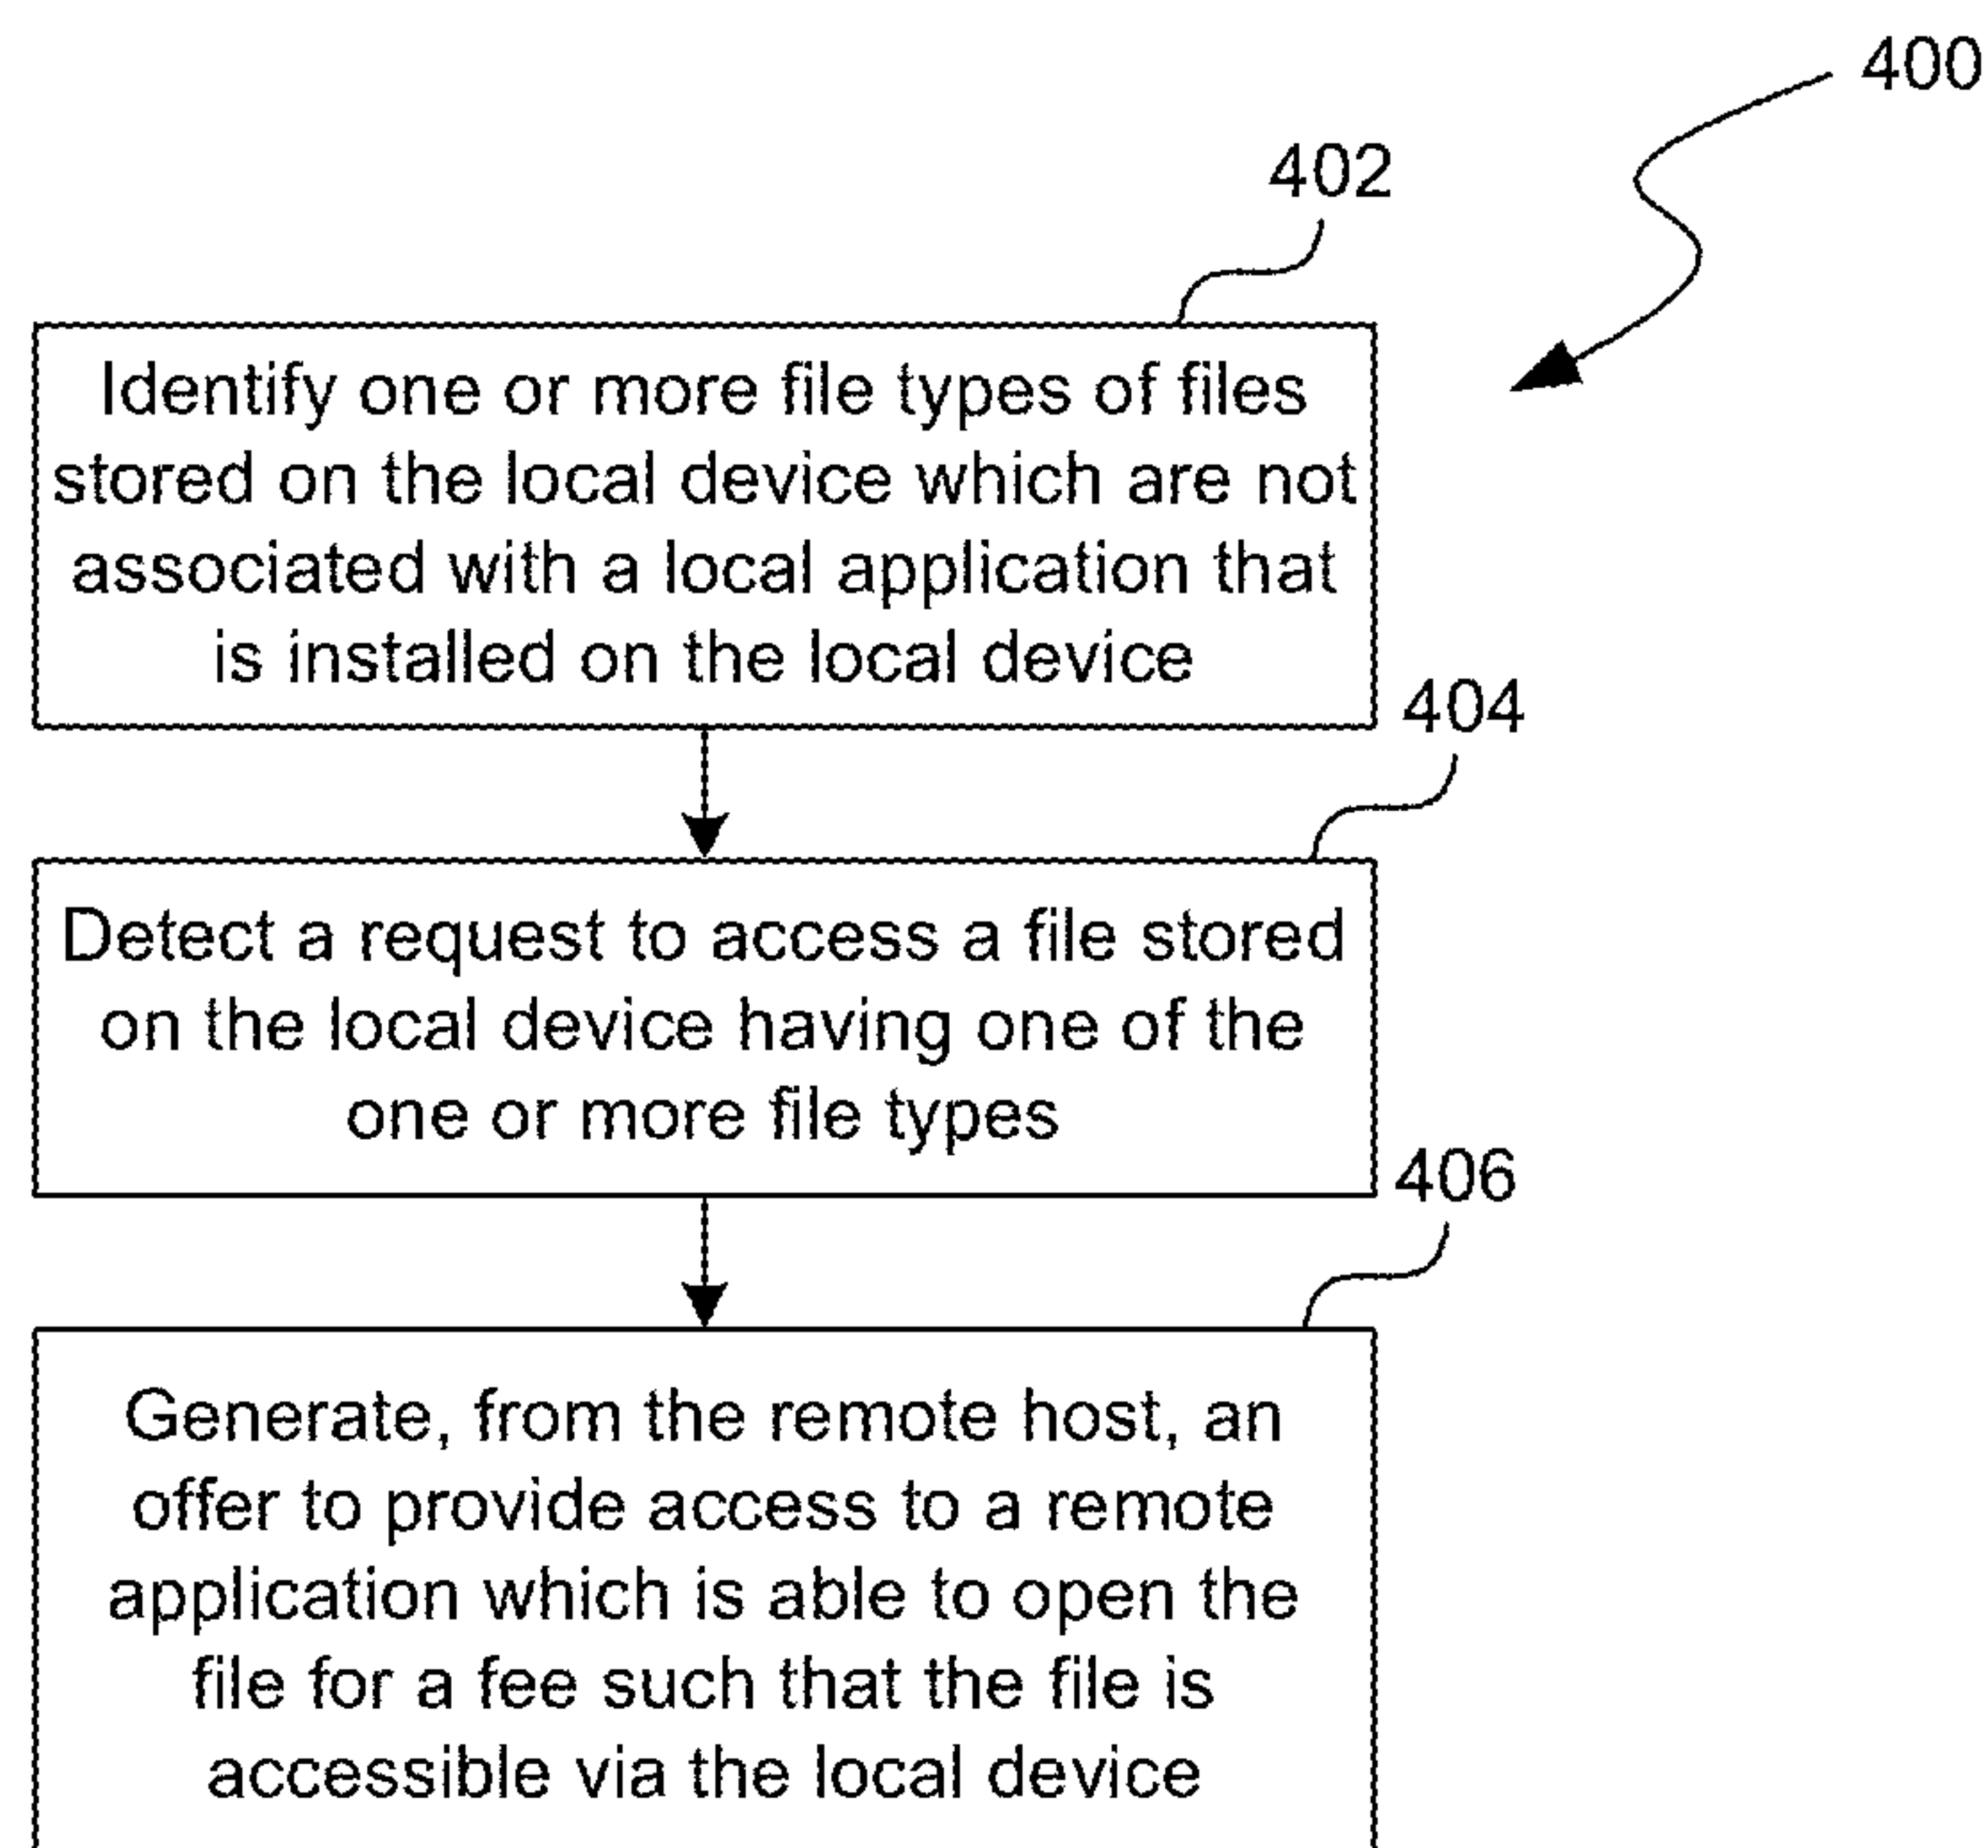 400
402
Identify one or more file types of files
stored on the local device which are not
associated with a local application that
is installed on the local device
404
Detect a request to access a file stored
on the local device having one of the
one or more file types
406
Generate, from the remote host, an
offer to provide access to a remote
application which is able to open the
file for a fee such that the file is
accessible via the local device